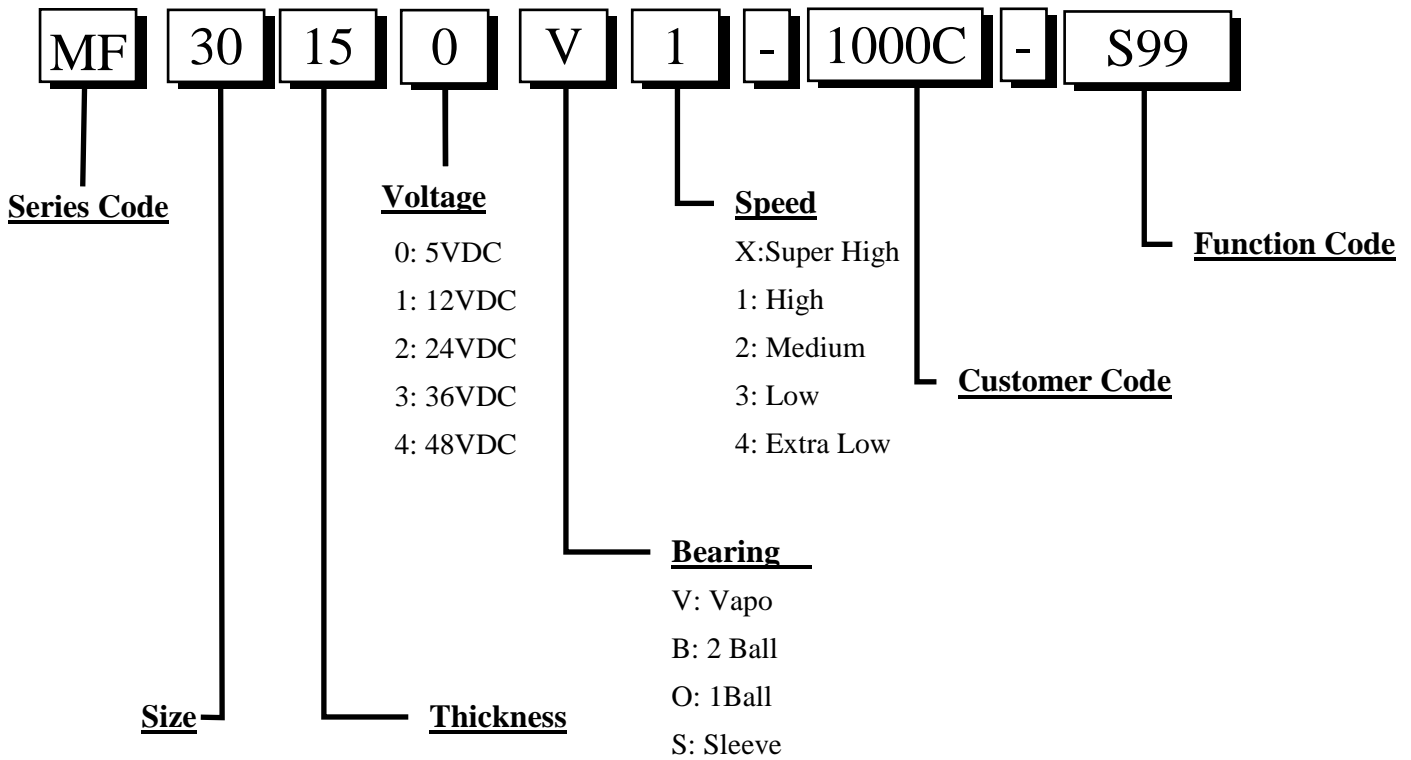 MF 30 15 0 V 1 - 1000C - S99
Series Code
Voltage
0: 5VDC
1: 12VDC
2: 24VDC
3: 36VDC
4: 48VDC
Speed
X:Super High
1: High
2: Medium
3: Low
4: Extra Low
Function Code
Customer Code
Bearing
V: Vapo
B: 2 Ball
O: 1Ball
S: Sleeve
Size
Thickness